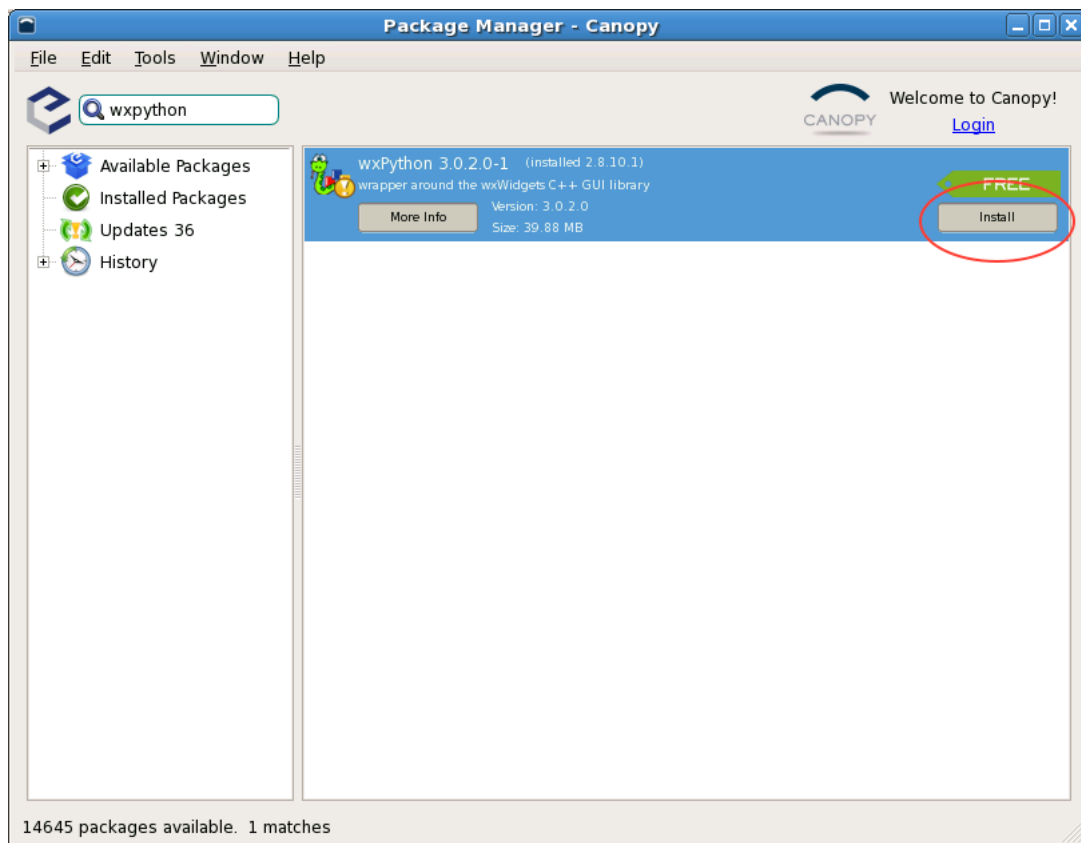 Package Manager - Canopy
File Edit Tools Window Help
wxpython
CANOPY
Welcome to Canopy!
Login
Available Packages
Installed Packages
Updates 36
History
wxPython 3.0.2.0-1 (installed 2.8.10.1)
wrapper around the wxWidgets C++ GUI library
FREE
More Info
Version: 3.0.2.0
Size: 39.88 MB
Install
14645 packages available. 1 matches